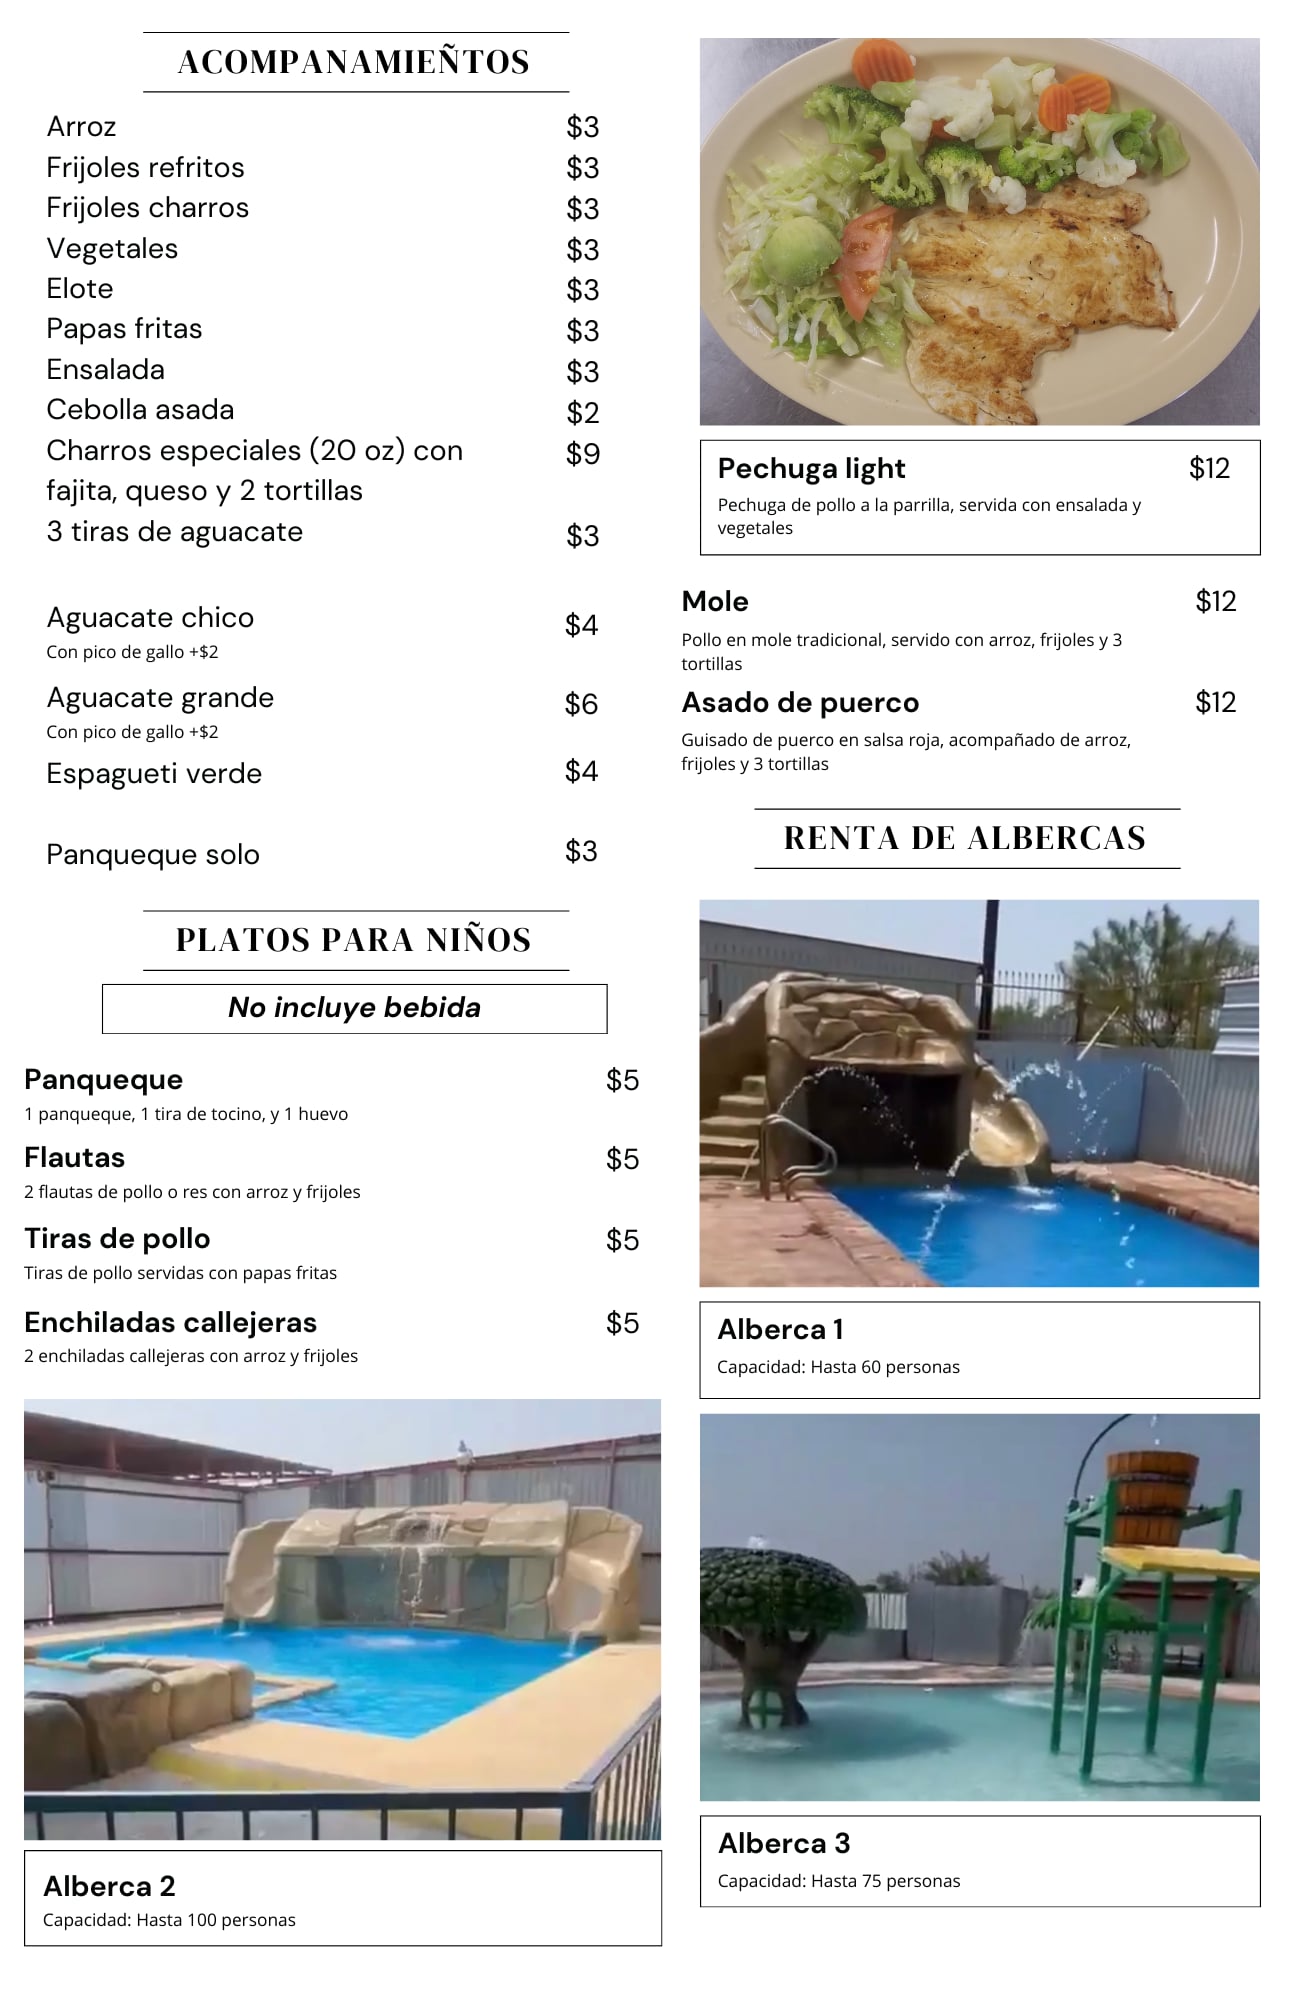 ACOMPANAMIEÑTOS
Arroz $3
Frijoles refritos $3
Frijoles charros $3
Vegetales $3
Elote $3
Papas fritas $3
Ensalada $3
Cebolla asada $2
Charros especiales (20 oz) con $9
fajita, queso y 2 tortillas
3 tiras de aguacate $3
Aguacate chico $4
Con pico de gallo +$2
Aguacate grande $6
Con pico de gallo +$2
Espagueti verde $4
Panqueque solo $3
PLATOS PARA NIÑOS
No incluye bebida
Panqueque $5
1 panqueque, 1 tira de tocino, y 1 huevo
Flautas $5
2 flautas de pollo o res con arroz y frijoles
Tiras de pollo $5
Tiras de pollo servidas con papas fritas
Enchiladas callejeras $5
2 enchiladas callejeras con arroz y frijoles
Alberca 2
Capacidad: Hasta 100 personas
Pechuga light $12
Pechuga de pollo a la parrilla, servida con ensalada y
vegetales
Mole $12
Pollo en mole tradicional, servido con arroz, frijoles y 3
tortillas
Asado de puerco $12
Guisado de puerco en salsa roja, acompañado de arroz,
frijoles y 3 tortillas
RENTA DE ALBERCAS
Alberca 1
Capacidad: Hasta 60 personas
Alberca 3
Capacidad: Hasta 75 personas